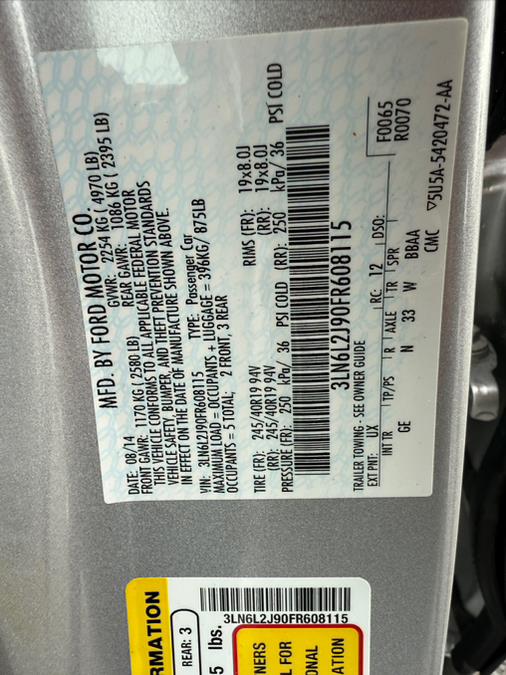 MFD. BY FORD MOTOR CO.
DATE: 08/14 GVWR: 2254 KG ( 4970 LB)
FRONT GAWR: 1170 KG ( 2580 LB) REAR GAWR: 1086 KG ( 2395 LB)
THIS VEHICLE CONFORMS TO ALL APPLICABLE FEDERAL MOTOR
VEHICLE SAFETY, BUMPER, AND THEFT PREVENTION STANDARDS
IN EFFECT ON THE DATE OF MANUFACTURE SHOWN ABOVE.
VIN: 3LN6L2J90FR608115 TYPE: Passenger Car
MAXIMUM LOAD = OCCUPANTS + LUGGAGE = 396KG/ 875LB
OCCUPANTS = 5 TOTAL; 2 FRONT, 3 REAR
TIRE (FR): 245/40R19 94V RIMS (FR): 19x8.0J
(RR): 245/40R19 94V (RR): 19x8.0J
PRESSURE (FR): 250 kPa/ 36 PSI COLD (RR): 250 kPa/ 36 PSI COLD
3LN6L2J90FR608115
TRAILER TOWING - SEE OWNER GUIDE F0065
EXT PNT: UX RC: 12 DSO: R0070
INT TR TP/PS R AXLE TR SPR
GE N 33 W BBAA
CMC ▽5U5A-5420472-AA
RMATION
REAR: 3
5 lbs.
3LN6L2J90FR608115
NERS
L FOR
ONAL
ATION